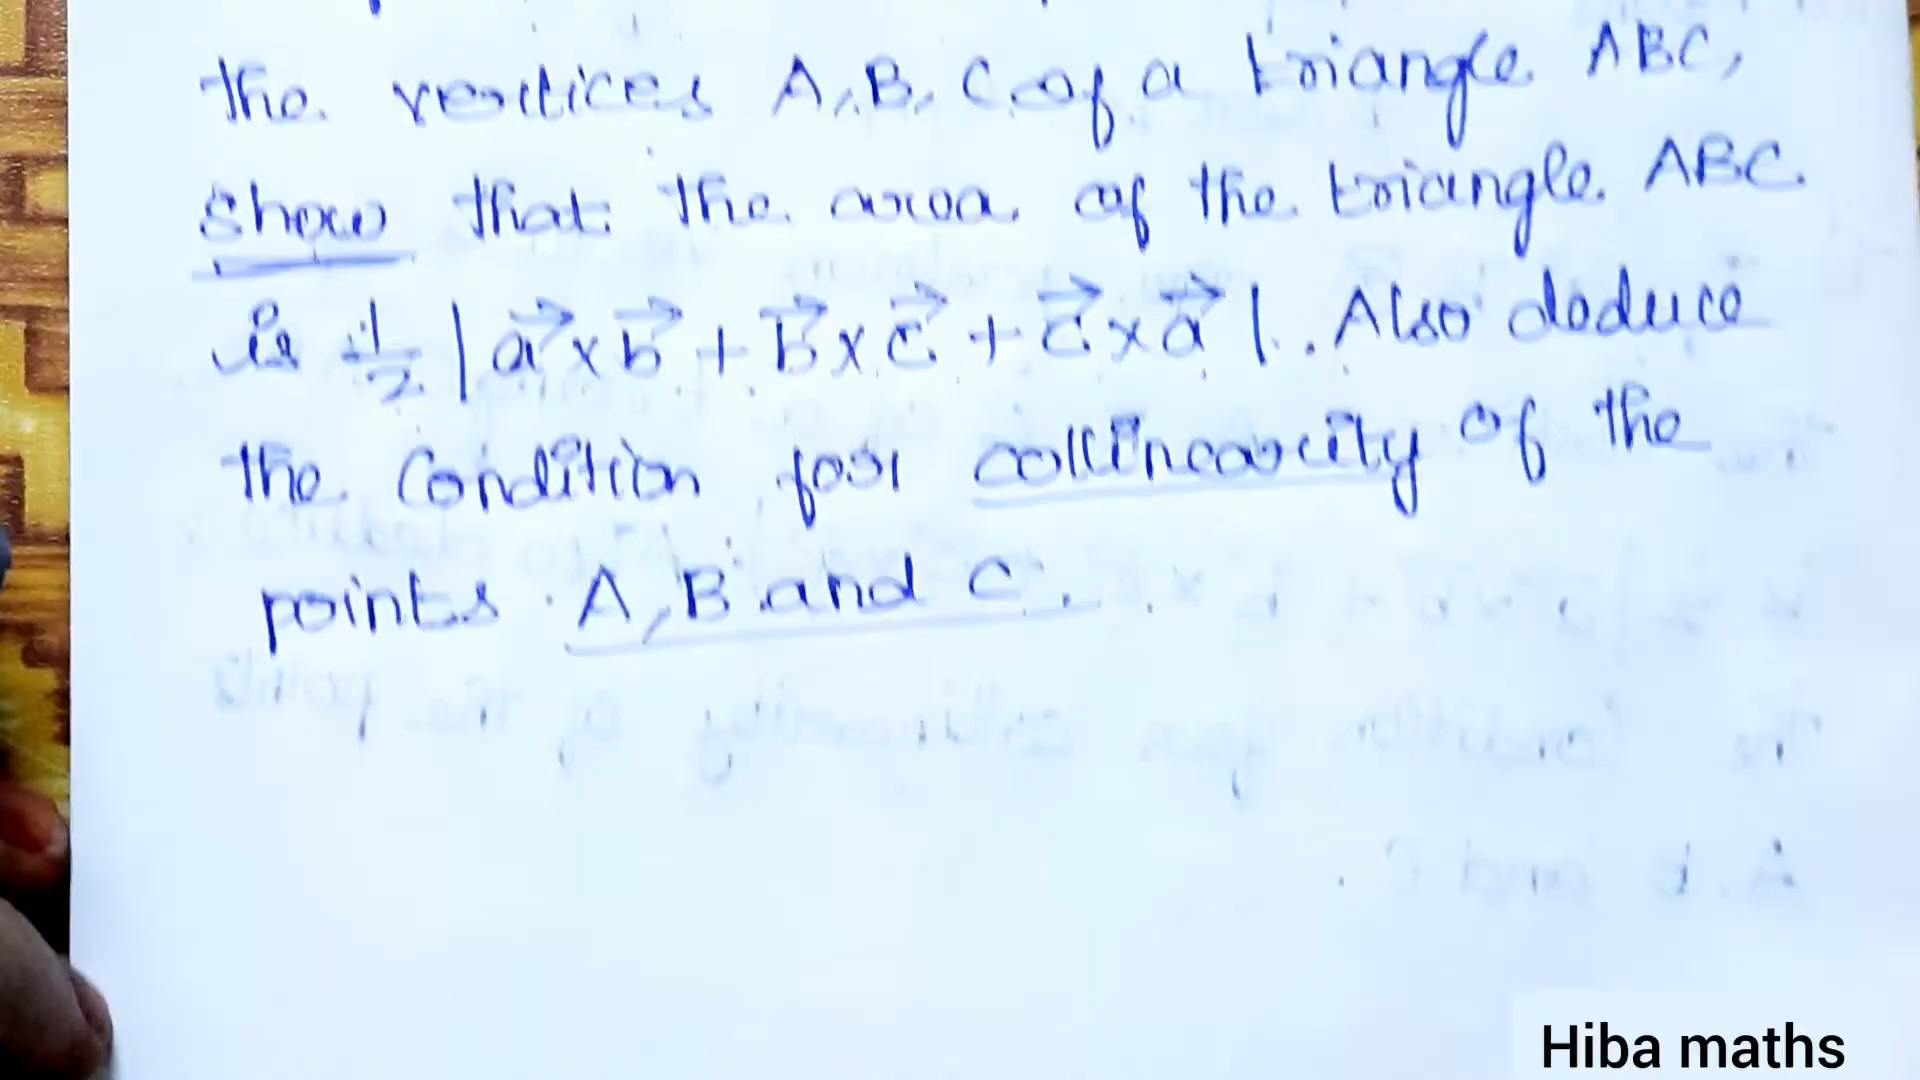 the vertices A, B, C of a triangle ABC,
show that the area of the triangle ABC
is 1/2 | a⃗ × b⃗ + b⃗ × c⃗ + c⃗ × a⃗ |. Also deduce
the condition for collinearity of the
points A, B and C.
Hiba maths